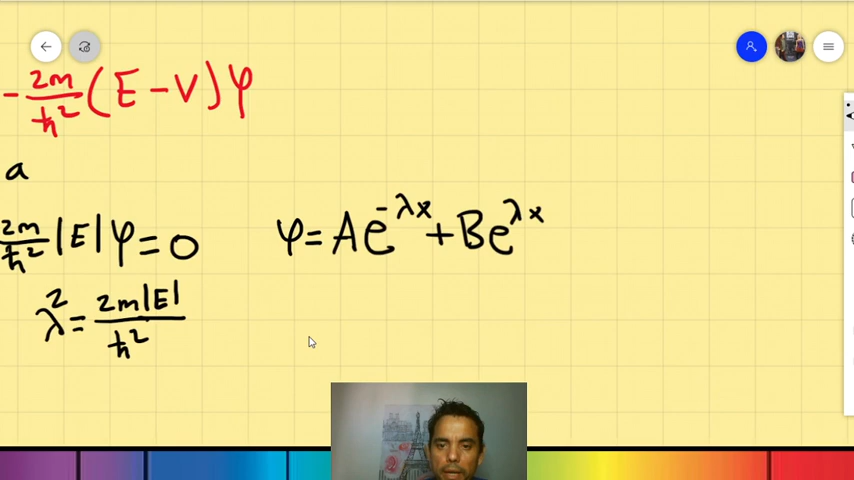 - 2m/ħ² (E - V) φ
a
2m/ħ² |E| φ = 0
φ = Ae^{-λx} + Be^{λx}
λ² = 2m|E|/ħ²